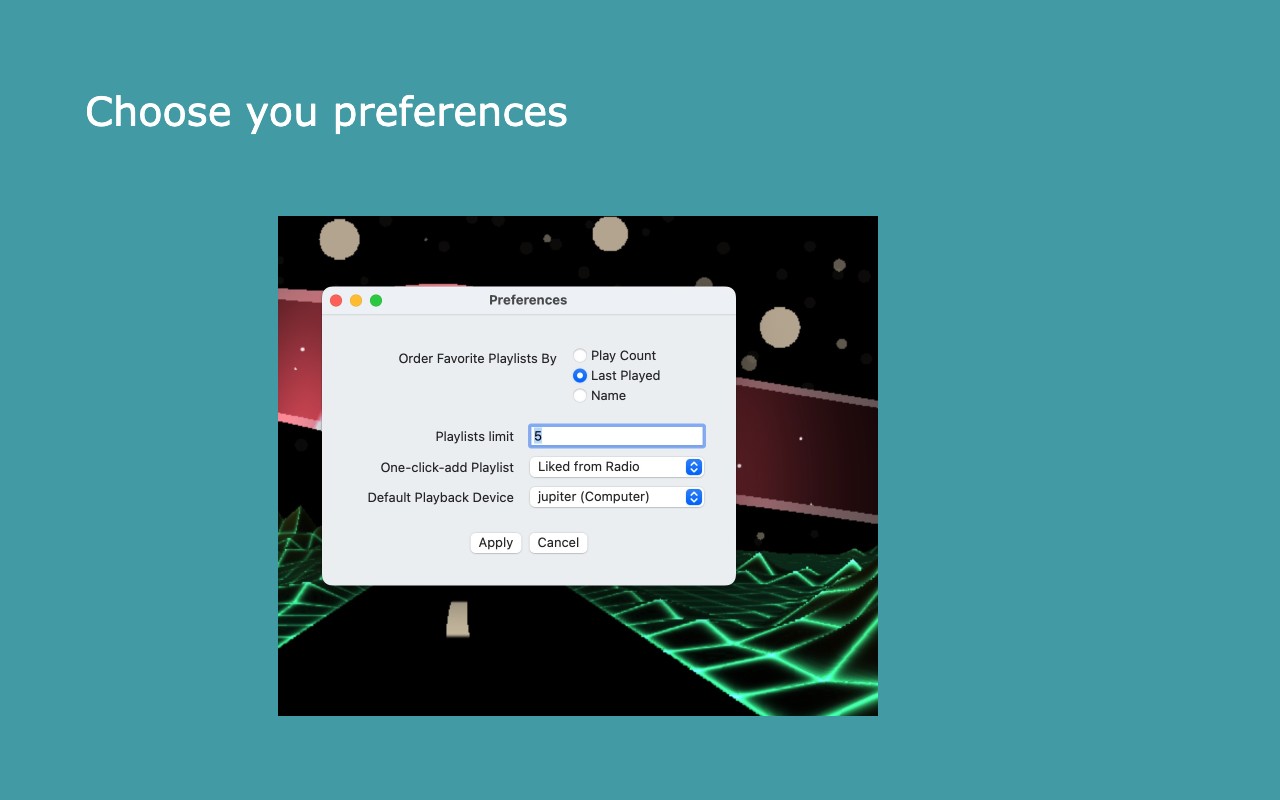 Choose you preferences
Preferences
Order Favorite Playlists By
Play Count
Last Played
Name
Playlists limit 5
One-click-add Playlist Liked from Radio
Default Playback Device jupiter (Computer)
Apply Cancel